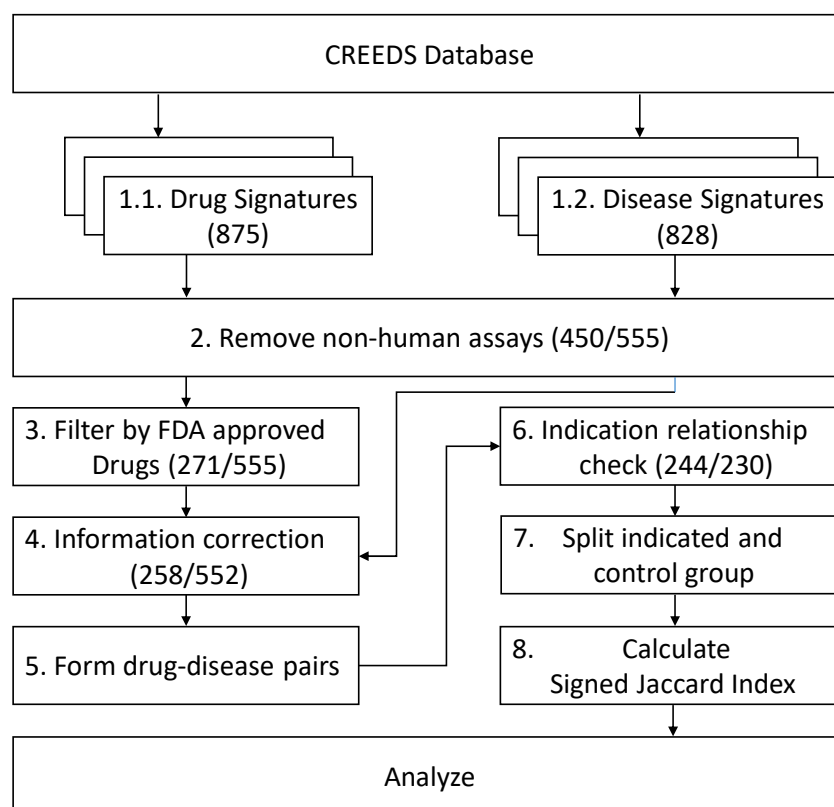 CREEDS Database
1.1. Drug Signatures
(875)
1.2. Disease Signatures
(828)
2. Remove non-human assays (450/555)
3. Filter by FDA approved
Drugs (271/555)
4. Information correction
(258/552)
5. Form drug-disease pairs
6. Indication relationship
check (244/230)
7. Split indicated and
control group
8. Calculate
Signed Jaccard Index
Analyze